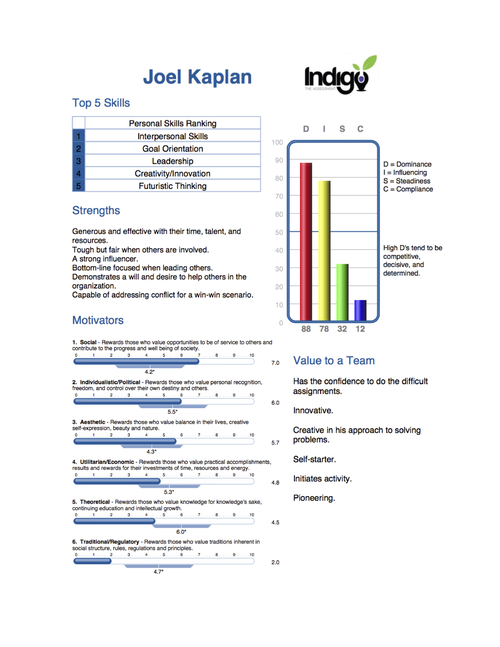 Joel Kaplan
Indigo
THE ASSESSMENT
Top 5 Skills
Personal Skills Ranking
1 Interpersonal Skills
2 Goal Orientation
3 Leadership
4 Creativity/Innovation
5 Futuristic Thinking
Strengths
Generous and effective with their time, talent, and
resources.
Tough but fair when others are involved.
A strong influencer.
Bottom-line focused when leading others.
Demonstrates a will and desire to help others in the
organization.
Capable of addressing conflict for a win-win scenario.
D I S C
100
90
80
70
60
50
40
30
20
10
0
88 78 32 12
D = Dominance
I = Influencing
S = Steadiness
C = Compliance
High D's tend to be
competitive,
decisive, and
determined.
Motivators
1. Social - Rewards those who value opportunities to be of service to others and
contribute to the progress and well being of society.
0 1 2 3 4 5 6 7 8 9 10
7.0
4.2*
2. Individualistic/Political - Rewards those who value personal recognition,
freedom, and control over their own destiny and others.
0 1 2 3 4 5 6 7 8 9 10
6.0
5.5*
3. Aesthetic - Rewards those who value balance in their lives, creative
self-expression, beauty and nature.
0 1 2 3 4 5 6 7 8 9 10
5.7
4.3*
4. Utilitarian/Economic - Rewards those who value practical accomplishments,
results and rewards for their investments of time, resources and energy.
0 1 2 3 4 5 6 7 8 9 10
4.8
5.3*
5. Theoretical - Rewards those who value knowledge for knowledge's sake,
continuing education and intellectual growth.
0 1 2 3 4 5 6 7 8 9 10
4.5
6.0*
6. Traditional/Regulatory - Rewards those who value traditions inherent in
social structure, rules, regulations and principles.
0 1 2 3 4 5 6 7 8 9 10
2.0
4.7*
Value to a Team
Has the confidence to do the difficult
assignments.
Innovative.
Creative in his approach to solving
problems.
Self-starter.
Initiates activity.
Pioneering.